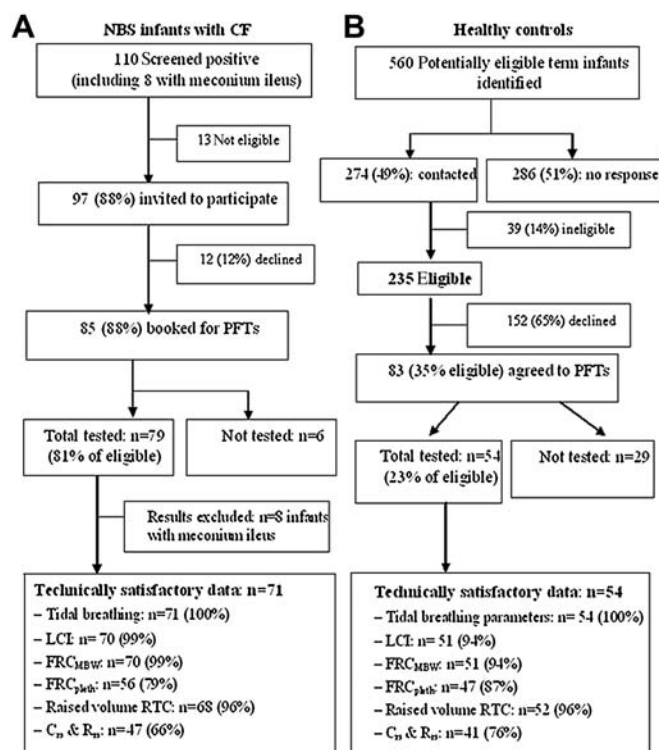 A
NBS infants with CF
110 Screened positive
(including 8 with meconium ileus)
13 Not eligible
97 (88%) invited to participate
12 (12%) declined
85 (88%) booked for PFTs
Total tested: n=79
(81% of eligible)
Not tested: n=6
Results excluded: n=8 infants
with meconium ileus
Technically satisfactory data: n=71
– Tidal breathing: n=71 (100%)
– LCI: n= 70 (99%)
– FRCMBW: n=70 (99%)
– FRCpleth: n=56 (79%)
– Raised volume RTC: n=68 (96%)
– Crs & Rrs: n=47 (66%)
B
Healthy controls
560 Potentially eligible term infants
identified
274 (49%): contacted
286 (51%): no response
39 (14%) ineligible
235 Eligible
152 (65%) declined
83 (35% eligible) agreed to PFTs
Total tested: n=54
(23% of eligible)
Not tested: n=29
Technically satisfactory data: n=54
– Tidal breathing parameters: n= 54 (100%)
– LCI: n= 51 (94%)
– FRCMBW: n=51 (94%)
– FRCpleth: n=47 (87%)
– Raised volume RTC: n=52 (96%)
– Crs & Rrs: n=41 (76%)